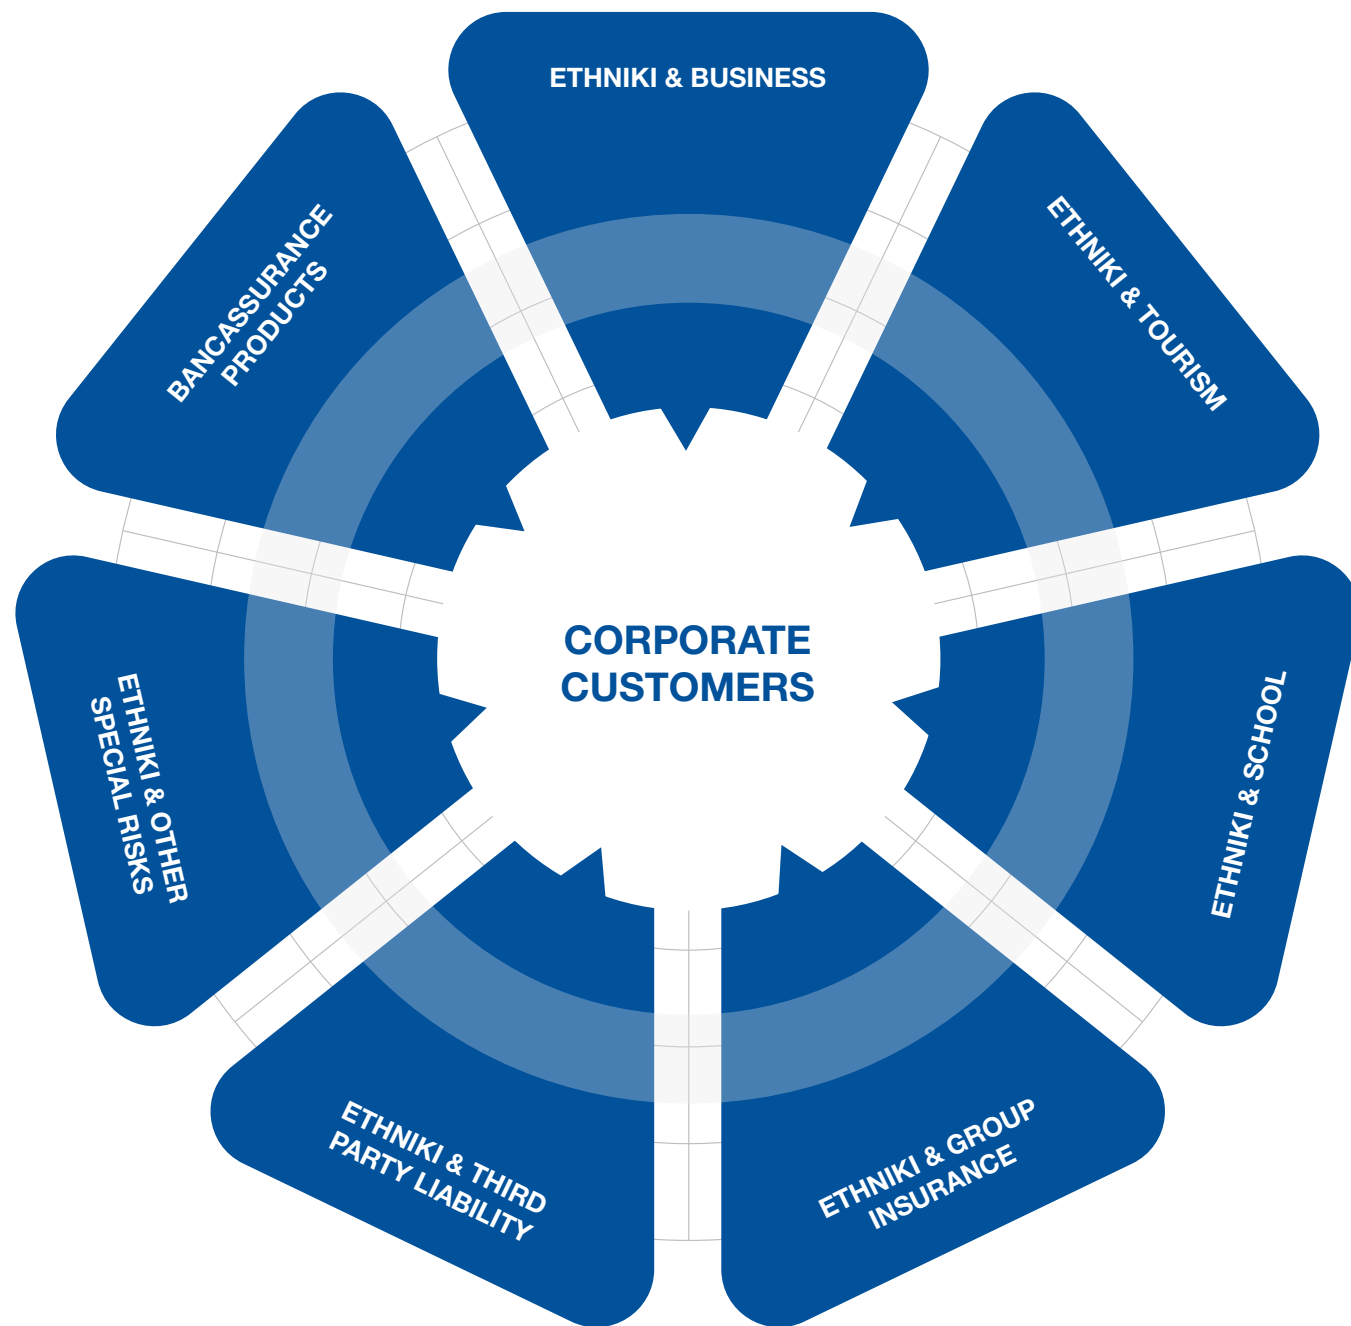 ETHNIKI & BUSINESS
ETHNIKI & TOURISM
ETHNIKI & SCHOOL
ETHNIKI & GROUP
INSURANCE
ETHNIKI & THIRD
PARTY LIABILITY
ETHNIKI & OTHER
SPECIAL RISKS
BANCASSURANCE
PRODUCTS
CORPORATE
CUSTOMERS